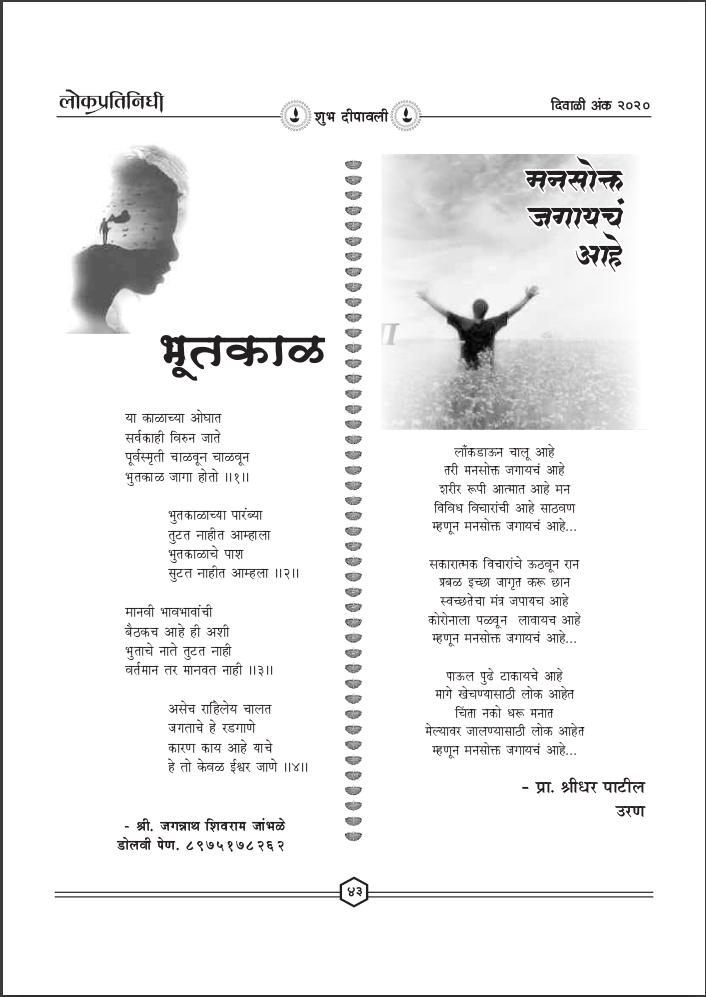 लोकप्रतिनिधी
शुभ दीपावली
दिवाळी अंक २०२०
भूतकाळ
या काळाच्या ओघात
सर्वकाही विरुन जाते
पूर्वस्मृती चाळवून चाळवून
भुतकाळ जागा होतो ॥१॥
भुतकाळाच्या पारंब्या
तुटत नाहीत आम्हाला
भुतकाळाचे पाश
सुटत नाहीत आम्हला ॥२॥
मानवी भावभावांची
बैठकच आहे ही अशी
भुताचे नाते तुटत नाही
वर्तमान तर मानवत नाही ॥३॥
असेच राहिलेय चालत
जगताचे हे रडगाणे
कारण काय आहे याचे
हे तो केवळ ईश्वर जाणे ॥४॥
- श्री. जगन्नाथ शिवराम जांभळे
डोलवी पेण. ८९७५१७८२६२
मनसोक्त
जगायचं
आहे
लॉकडाऊन चालू आहे
तरी मनसोक्त जगायचं आहे
शरीर रूपी आत्मात आहे मन
विविध विचारांची आहे साठवण
म्हणून मनसोक्त जगायचं आहे...
सकारात्मक विचारांचे ऊठवून रान
प्रबळ इच्छा जागृत करू छान
स्वच्छतेचा मंत्र जपायच आहे
कोरोनाला पळवून लावायच आहे
म्हणून मनसोक्त जगायचं आहे...
पाऊल पुढे टाकायचे आहे
मागे खेचण्यासाठी लोक आहेत
चिंता नको धरू मनात
मेल्यावर जालण्यासाठी लोक आहेत
म्हणून मनसोक्त जगायचं आहे...
- प्रा. श्रीधर पाटील
उरण
४३